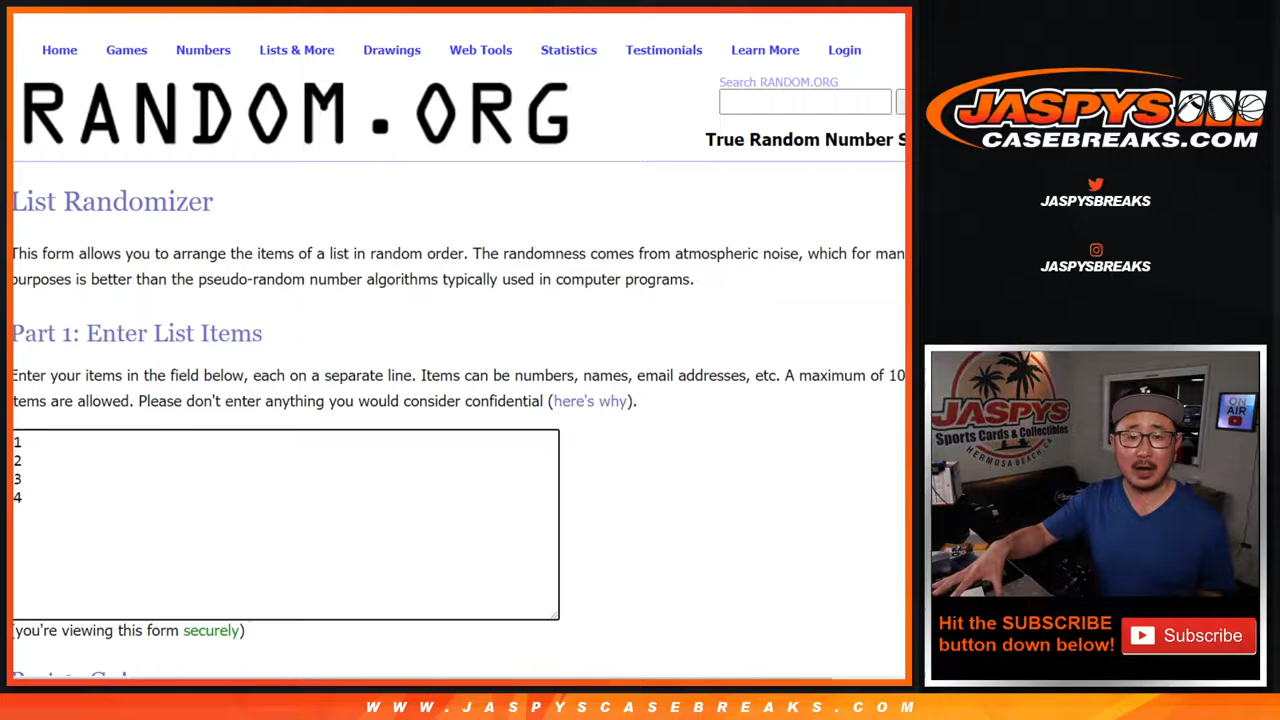 Home Games Numbers Lists & More Drawings Web Tools Statistics Testimonials Learn More Login
RANDOM.ORG
Search RANDOM.ORG
True Random Number S
List Randomizer
This form allows you to arrange the items of a list in random order. The randomness comes from atmospheric noise, which for man
purposes is better than the pseudo-random number algorithms typically used in computer programs.
Part 1: Enter List Items
Enter your items in the field below, each on a separate line. Items can be numbers, names, email addresses, etc. A maximum of 10
items are allowed. Please don't enter anything you would consider confidential (here's why).
1
2
3
4
(you're viewing this form securely)
JASPYS
CASEBREAKS.COM
JASPYSBREAKS
JASPYSBREAKS
JASPYS
Sports Cards & Collectibles
HERMOSA BEACH, CA
ON
AIR
Hit the SUBSCRIBE
button down below!
Subscribe
WWW.JASPYSCASEBREAKS.COM